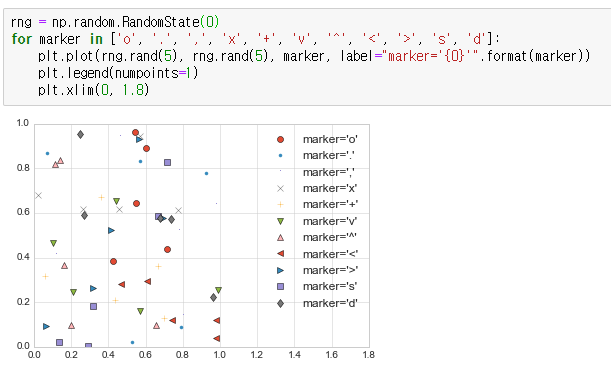 rng = np.random.RandomState(0)
for marker in ['o', '.', ',', 'x', '+', 'v', '^', '<', '>', 's', 'd']:
    plt.plot(rng.rand(5), rng.rand(5), marker, label="marker='{0}'".format(marker))
    plt.legend(numpoints=1)
    plt.xlim(0, 1.8)
1.0
0.8
0.6
0.4
0.2
0.0
marker='o'
marker='.'
marker=','
marker='x'
marker='+'
marker='v'
marker='^'
marker='<'
marker='>'
marker='s'
marker='d'
0.0 0.2 0.4 0.6 0.8 1.0 1.2 1.4 1.6 1.8